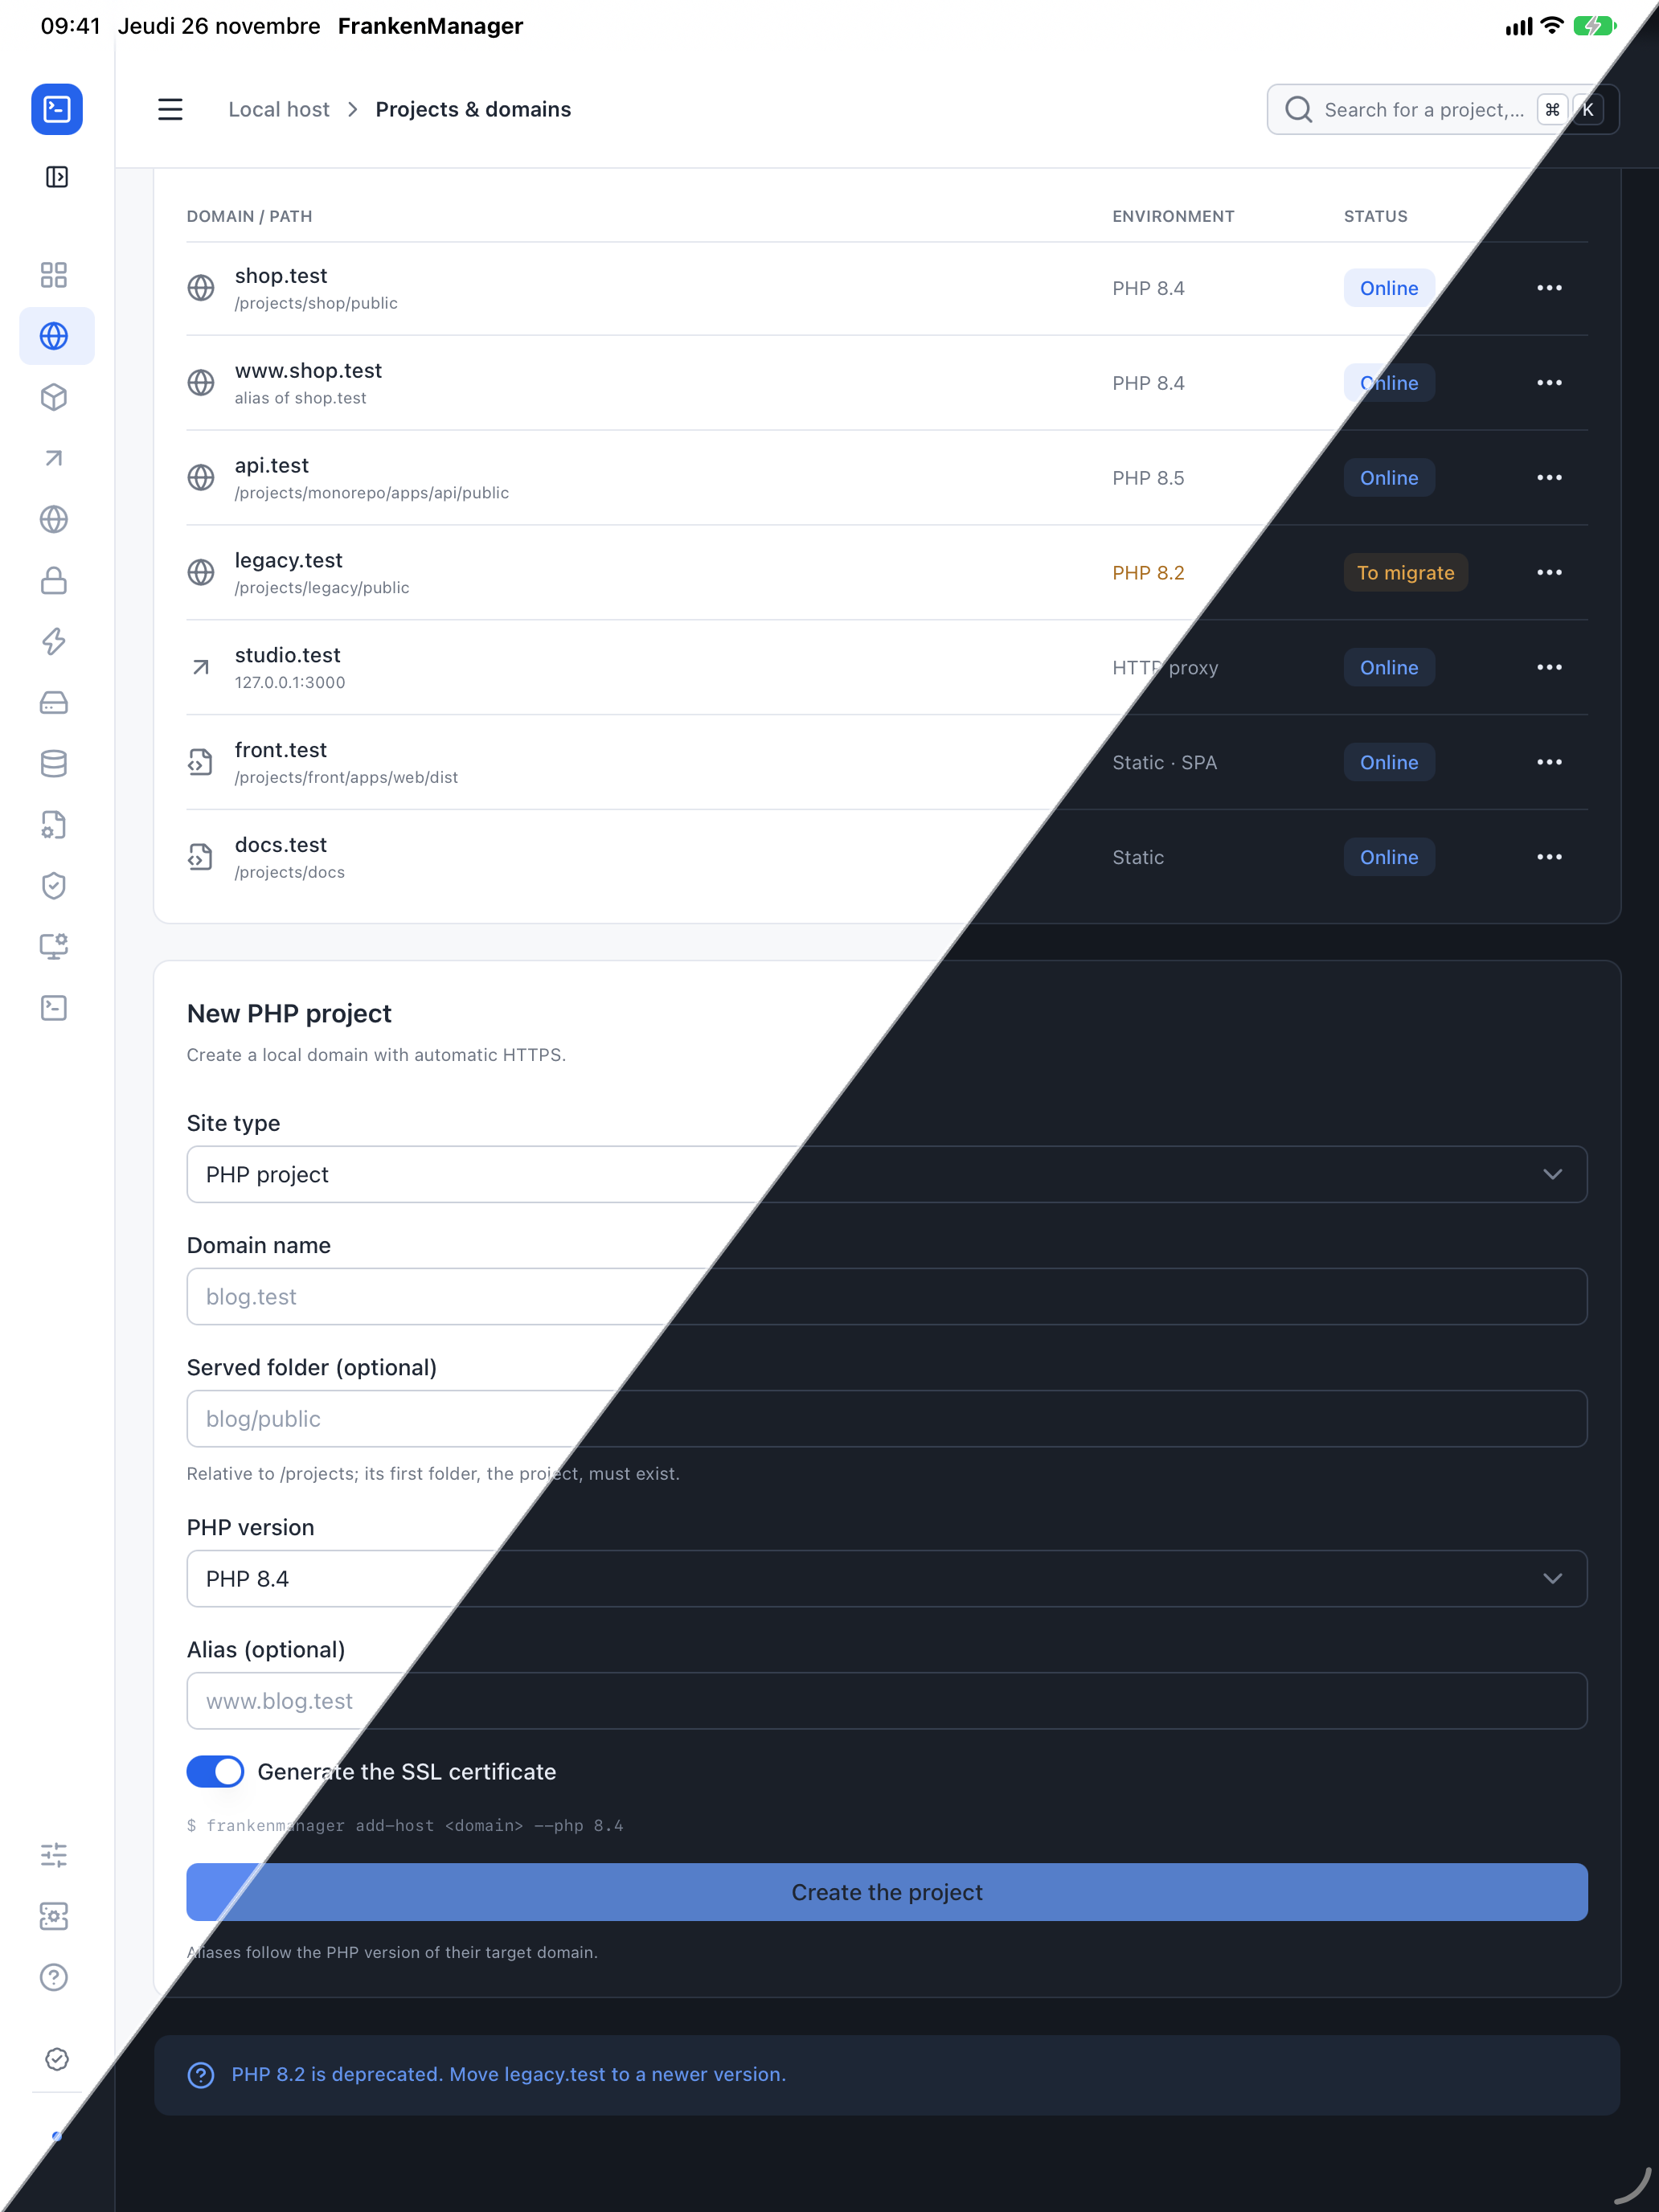 09:41 Jeudi 26 novembre FrankenManager
Local host > Projects & domains
Search for a project,... ⌘ K
DOMAIN / PATH ENVIRONMENT STATUS
shop.test
/projects/shop/public
PHP 8.4 Online
www.shop.test
alias of shop.test
PHP 8.4 Online
api.test
/projects/monorepo/apps/api/public
PHP 8.5 Online
legacy.test
/projects/legacy/public
PHP 8.2 To migrate
studio.test
127.0.0.1:3000
HTTP proxy Online
front.test
/projects/front/apps/web/dist
Static · SPA Online
docs.test
/projects/docs
Static Online
New PHP project
Create a local domain with automatic HTTPS.
Site type
PHP project
Domain name
blog.test
Served folder (optional)
blog/public
Relative to /projects; its first folder, the project, must exist.
PHP version
PHP 8.4
Alias (optional)
www.blog.test
Generate the SSL certificate
$ frankenmanager add-host <domain> --php 8.4
Create the project
Aliases follow the PHP version of their target domain.
PHP 8.2 is deprecated. Move legacy.test to a newer version.